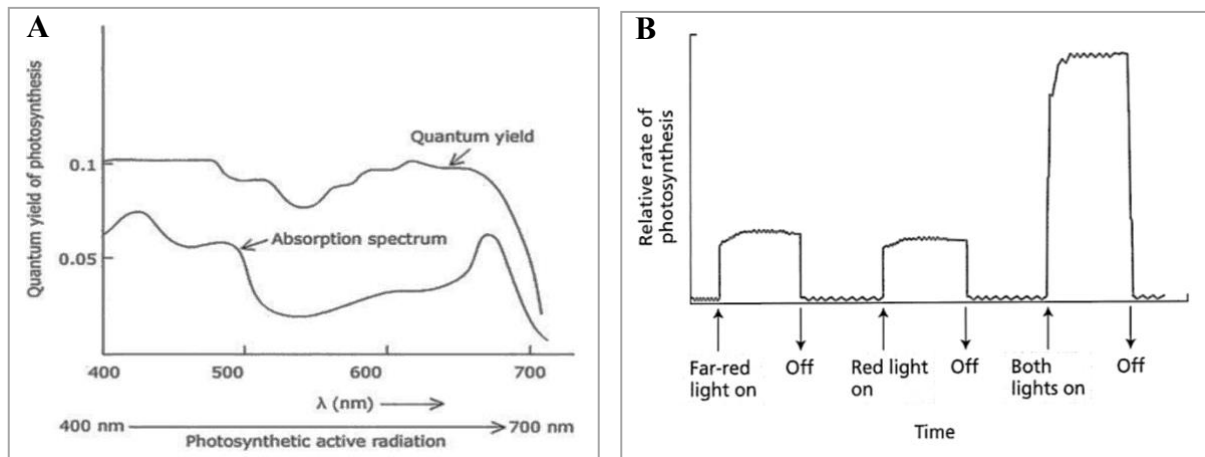 A
Quantum yield of photosynthesis
0.1
0.05
Quantum yield
Absorption spectrum
400
500
600
700
λ (nm)
400 nm
700 nm
Photosynthetic active radiation
B
Relative rate of
photosynthesis
Far-red
light on
Off
Red light
on
Off
Both
lights on
Off
Time